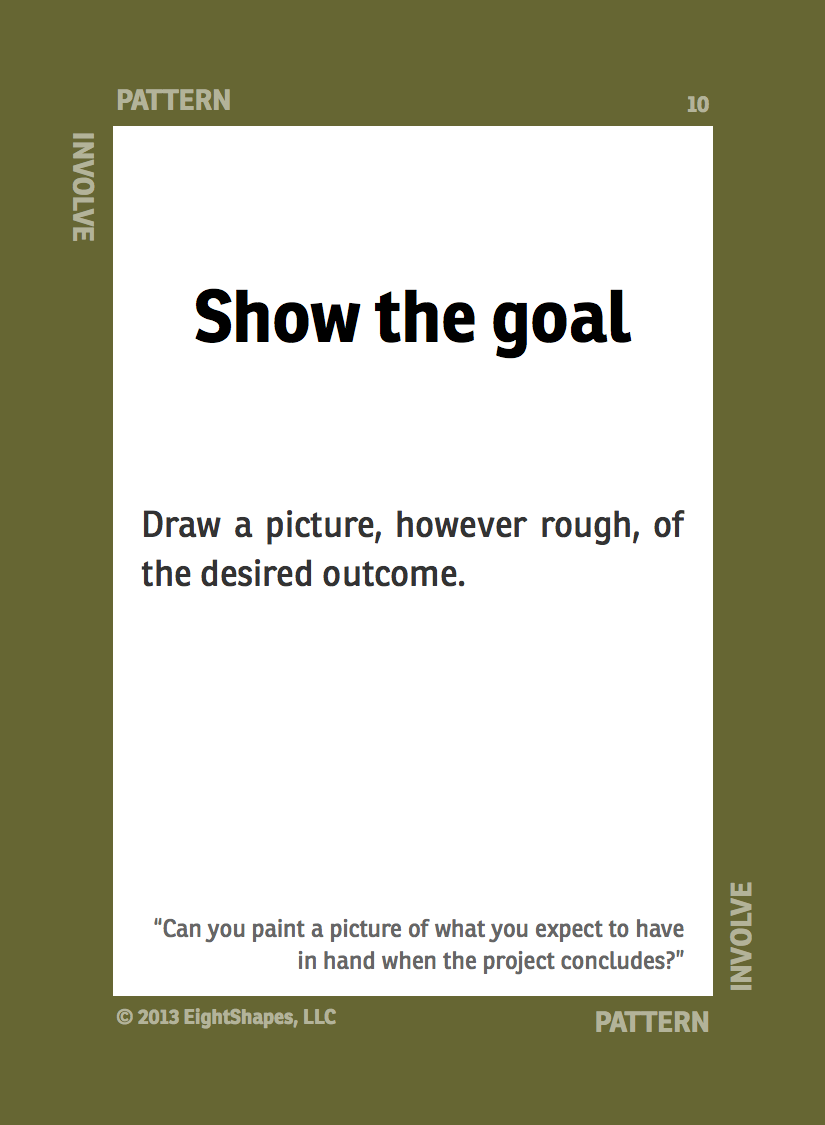 PATTERN
10
INVOLVE
Show the goal
Draw a picture, however rough, of
the desired outcome.
“Can you paint a picture of what you expect to have
in hand when the project concludes?”
INVOLVE
© 2013 EightShapes, LLC
PATTERN